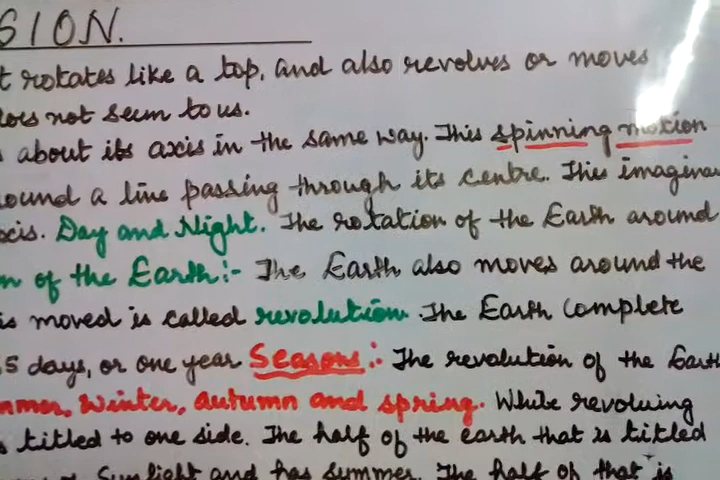 SION.
t rotates like a top, and also revolves or moves
does not seem to us.
s about its axis in the same way. This spinning motion
ound a line passing through its centre. This imagina
xis. Day and Night. The rotation of the Earth around
n of the Earth:- The Earth also moves around the
is moved is called revolution. The Earth Complete
5 days, or one year Seasons:- The revolution of the Earth
mmer, Winter, autumn and spring. While revoluing
s titled to one side. The half of the earth that is titled
Sunlight and has summer. The half of that is